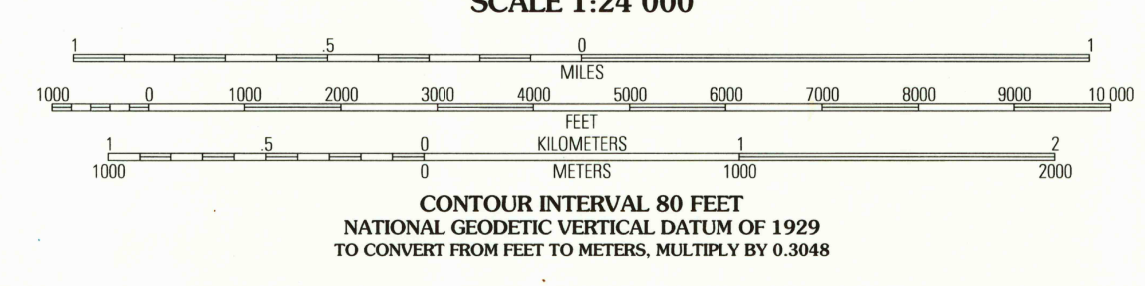 SCALE 1:24 000
1 .5 0 1
MILES
1000 0 1000 2000 3000 4000 5000 6000 7000 8000 9000 10 000
FEET
1 .5 0 KILOMETERS 1 2
1000 0 METERS 1000 2000
CONTOUR INTERVAL 80 FEET
NATIONAL GEODETIC VERTICAL DATUM OF 1929
TO CONVERT FROM FEET TO METERS, MULTIPLY BY 0.3048